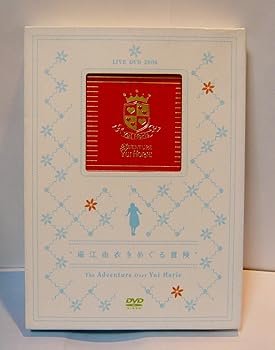 LIVE DVD 2006
ADVENTURE
YUI HORIE
堀江由衣をめぐる冒険
The Adventure Over Yui Horie
DVD